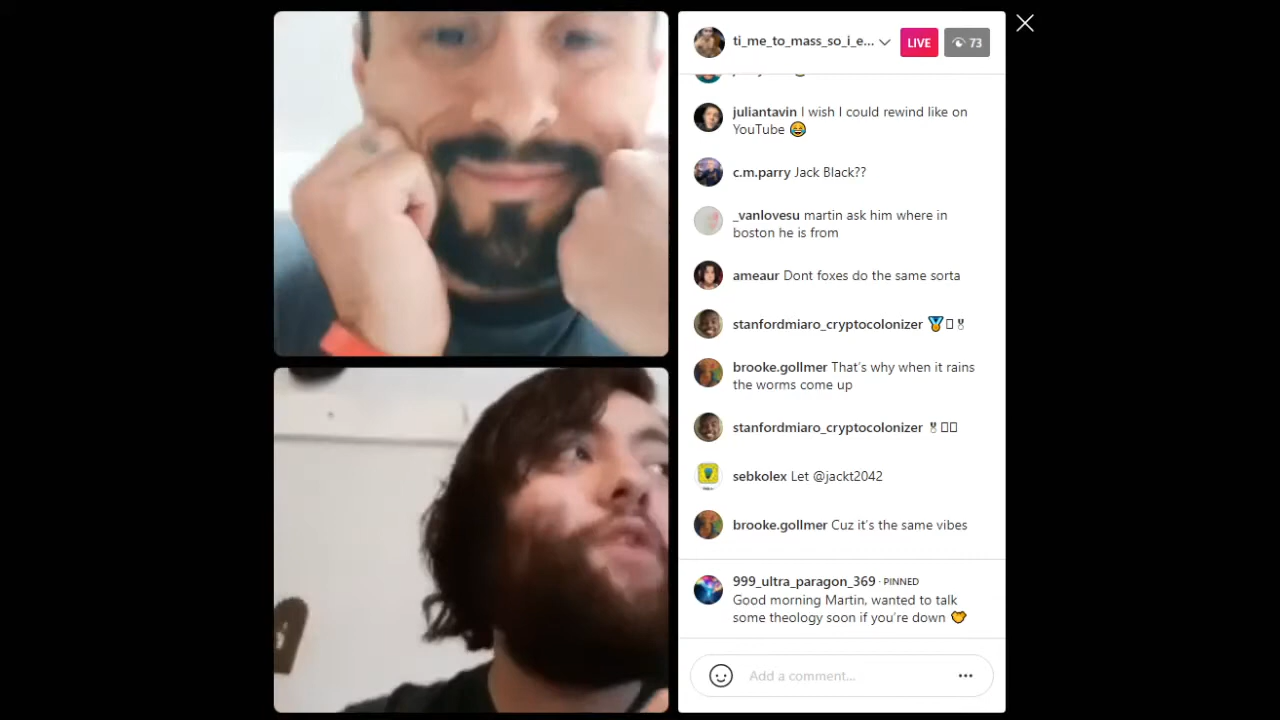 ti_me_to_mass_so_i_e...
LIVE
73
juliantavin I wish I could rewind like on
YouTube 😂
c.m.parry Jack Black??
_vanlovesu martin ask him where in
boston he is from
ameaur Dont foxes do the same sorta
stanfordmiaro_cryptocolonizer 🏅
brooke.gollmer That's why when it rains
the worms come up
stanfordmiaro_cryptocolonizer
sebkolex Let @jackt2042
brooke.gollmer Cuz it's the same vibes
999_ultra_paragon_369 · PINNED
Good morning Martin, wanted to talk
some theology soon if you're down
Add a comment...